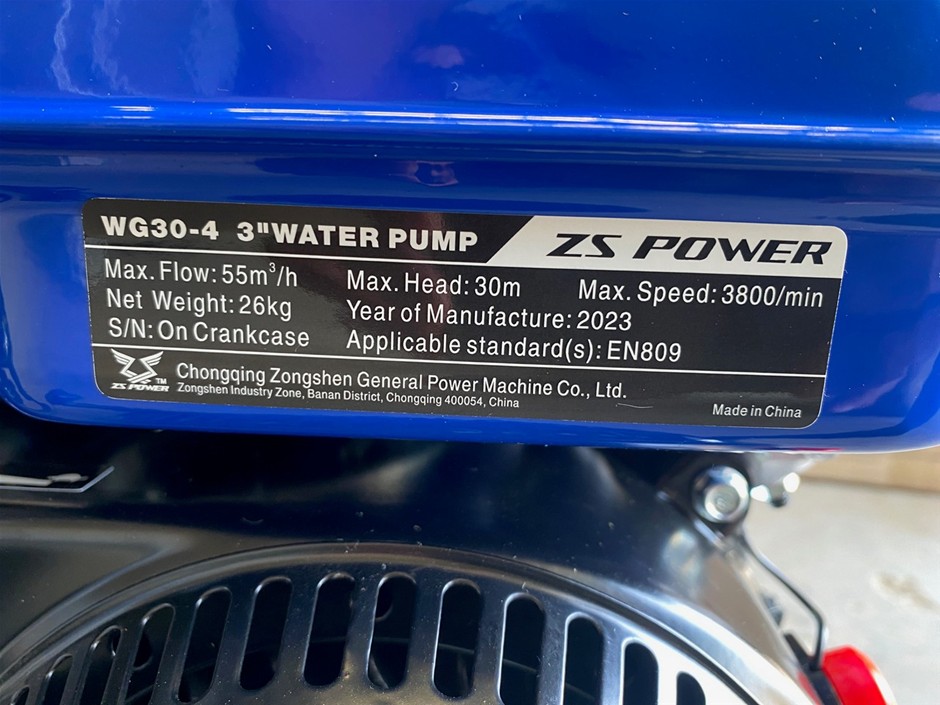 WG30-4 3"WATER PUMP ZS POWER
Max. Flow: 55m³/h Max. Head: 30m Max. Speed: 3800/min
Net Weight: 26kg Year of Manufacture: 2023
S/N: On Crankcase Applicable standard(s): EN809
ZS POWER™ Chongqing Zongshen General Power Machine Co., Ltd.
Zongshen Industry Zone, Banan District, Chongqing 400054, China
Made in China